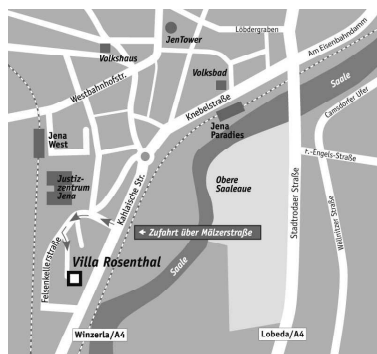 Löbdergraben
JenTower
Am Eisenbahndamm
Volkshaus
Volksbad
Saale
Westbahnhofstr.
Knebelstraße
Camsdorfer Ufer
Jena
Paradies
Jena
West
r.-Engels-Straße
Justiz-
zentrum
Jena
Obere
Saaleaue
Kahlaische Str.
Stadtrodaer Straße
Wöllnitzer Straße
Zufahrt über Mälzerstraße
Felsenkellerstraße
Villa Rosenthal
Saale
Winzerla/A4
Lobeda/A4